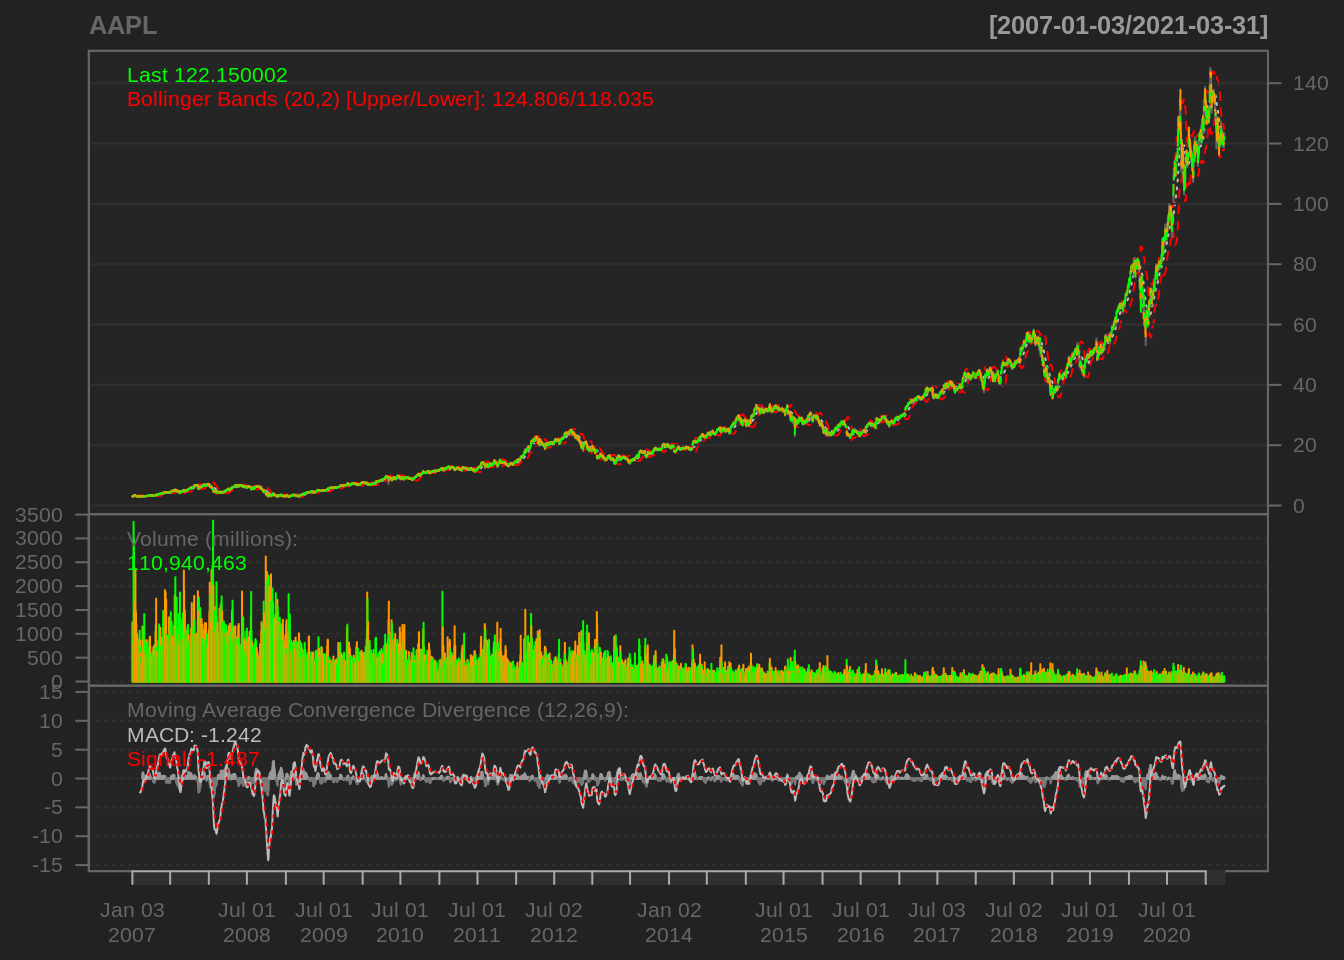 AAPL [2007-01-03/2021-03-31]
Last 122.150002
Bollinger Bands (20,2) [Upper/Lower]: 124.806/118.035
140
120
100
80
60
40
20
0
Volume (millions):
110,940,463
3500
3000
2500
2000
1500
1000
500
0
Moving Average Convergence Divergence (12,26,9):
MACD: -1.242
Signal: -1.487
15
10
5
0
-5
-10
-15
Jan 03 Jul 01 Jul 01 Jul 01 Jul 01 Jul 02 Jan 02 Jul 01 Jul 01 Jul 03 Jul 02 Jul 01 Jul 01
2007 2008 2009 2010 2011 2012 2014 2015 2016 2017 2018 2019 2020